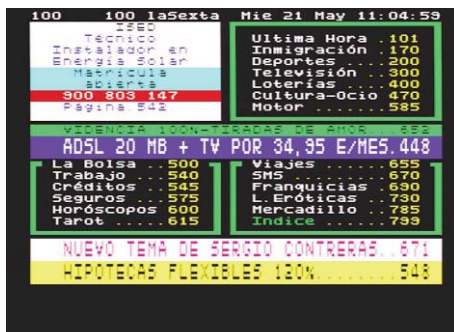 100 100 laSexta Mie 21 May 11:04:59
ISED
Técnico
Instalador en
Energía Solar
Matrícula
abierta
900 803 147
Página 542
Ultima Hora .101
Inmigración .170
Deportes ....200
Televisión ..300
Loterías ....400
Cultura-Ocio 470
Motor .......585
VIDENCIA 100%-TIRADAS DE AMOR...652
ADSL 20 MB + TV POR 34,95 E/MES.448
La Bolsa ..500
Trabajo ...540
Créditos ..545
Seguros ...575
Horóscopos 600
Tarot .....615
Viajes ......655
SMS .........670
Franquicias .690
L.Eróticas ..730
Mercadillo ..785
Indice ......799
NUEVO TEMA DE SERGIO CONTRERAS..671
HIPOTECAS FLEXIBLES 120%........548